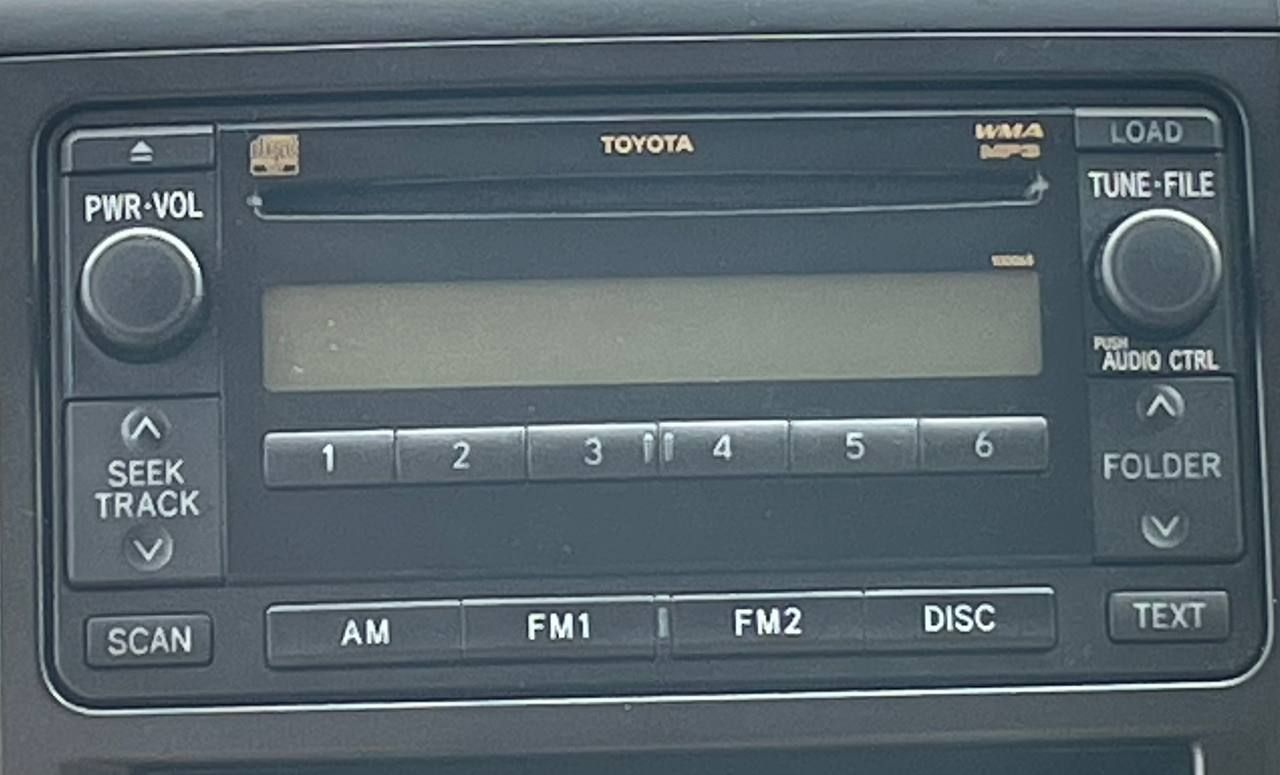 TOYOTA
WMA
MP3
LOAD
PWR·VOL
TUNE·FILE
PUSH
AUDIO CTRL
1 2 3 4 5 6
SEEK
TRACK
FOLDER
SCAN
AM FM1 FM2 DISC
TEXT